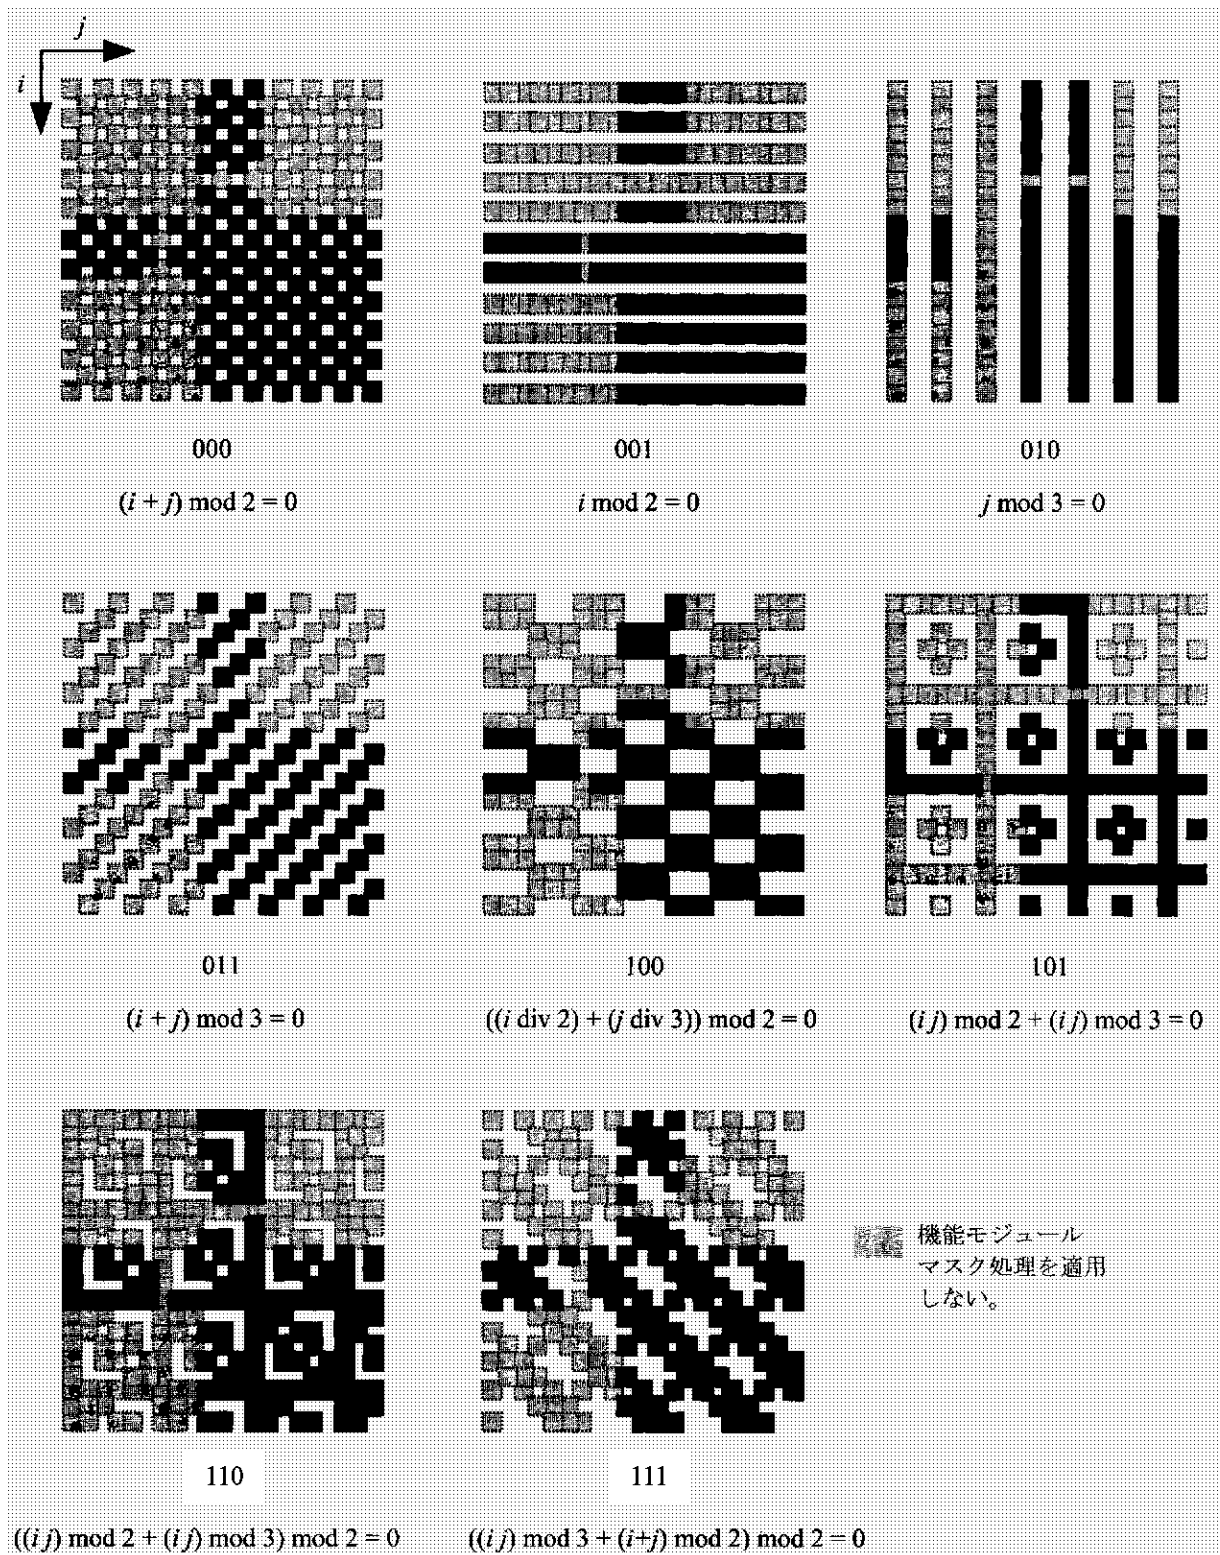 j
i
000
001
010
(i + j) mod 2 = 0
i mod 2 = 0
j mod 3 = 0
011
100
101
(i + j) mod 3 = 0
((i div 2) + (j div 3)) mod 2 = 0
(i j) mod 2 + (i j) mod 3 = 0
機能モジュール
マスク処理を適用
しない。
110
111
((i j) mod 2 + (i j) mod 3) mod 2 = 0
((i j) mod 3 + (i+j) mod 2) mod 2 = 0